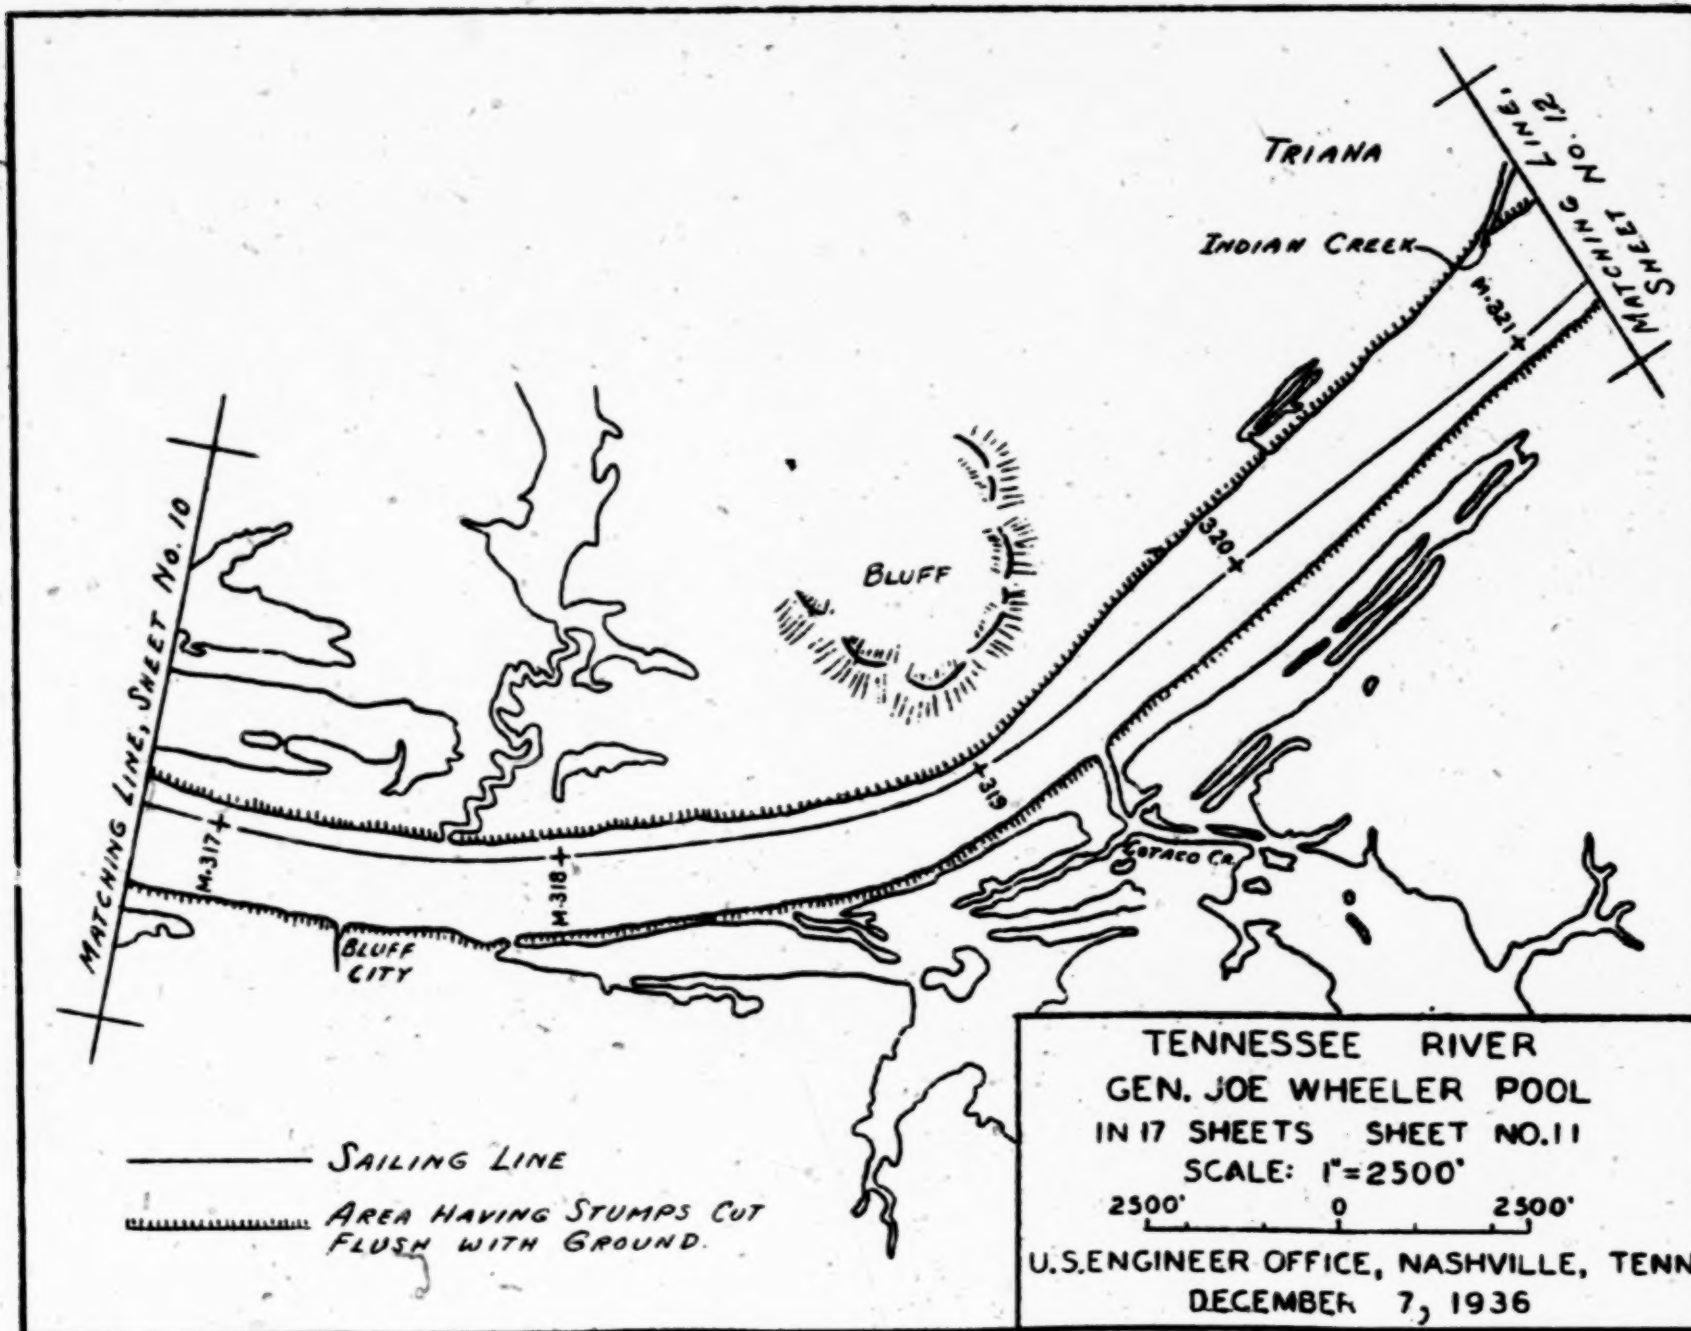 TRIANA
INDIAN CREEK
MATCHING LINE,
SHEET NO. 12
M.321
320
BLUFF
319
MATCHING LINE, SHEET NO. 10
M.317
M.318
COTACO CR.
BLUFF
CITY
SAILING LINE
AREA HAVING STUMPS CUT
FLUSH WITH GROUND.
TENNESSEE RIVER
GEN. JOE WHEELER POOL
IN 17 SHEETS SHEET NO.11
SCALE: 1"=2500'
2500' 0 2500'
U.S.ENGINEER OFFICE, NASHVILLE, TENN
DECEMBER 7, 1936